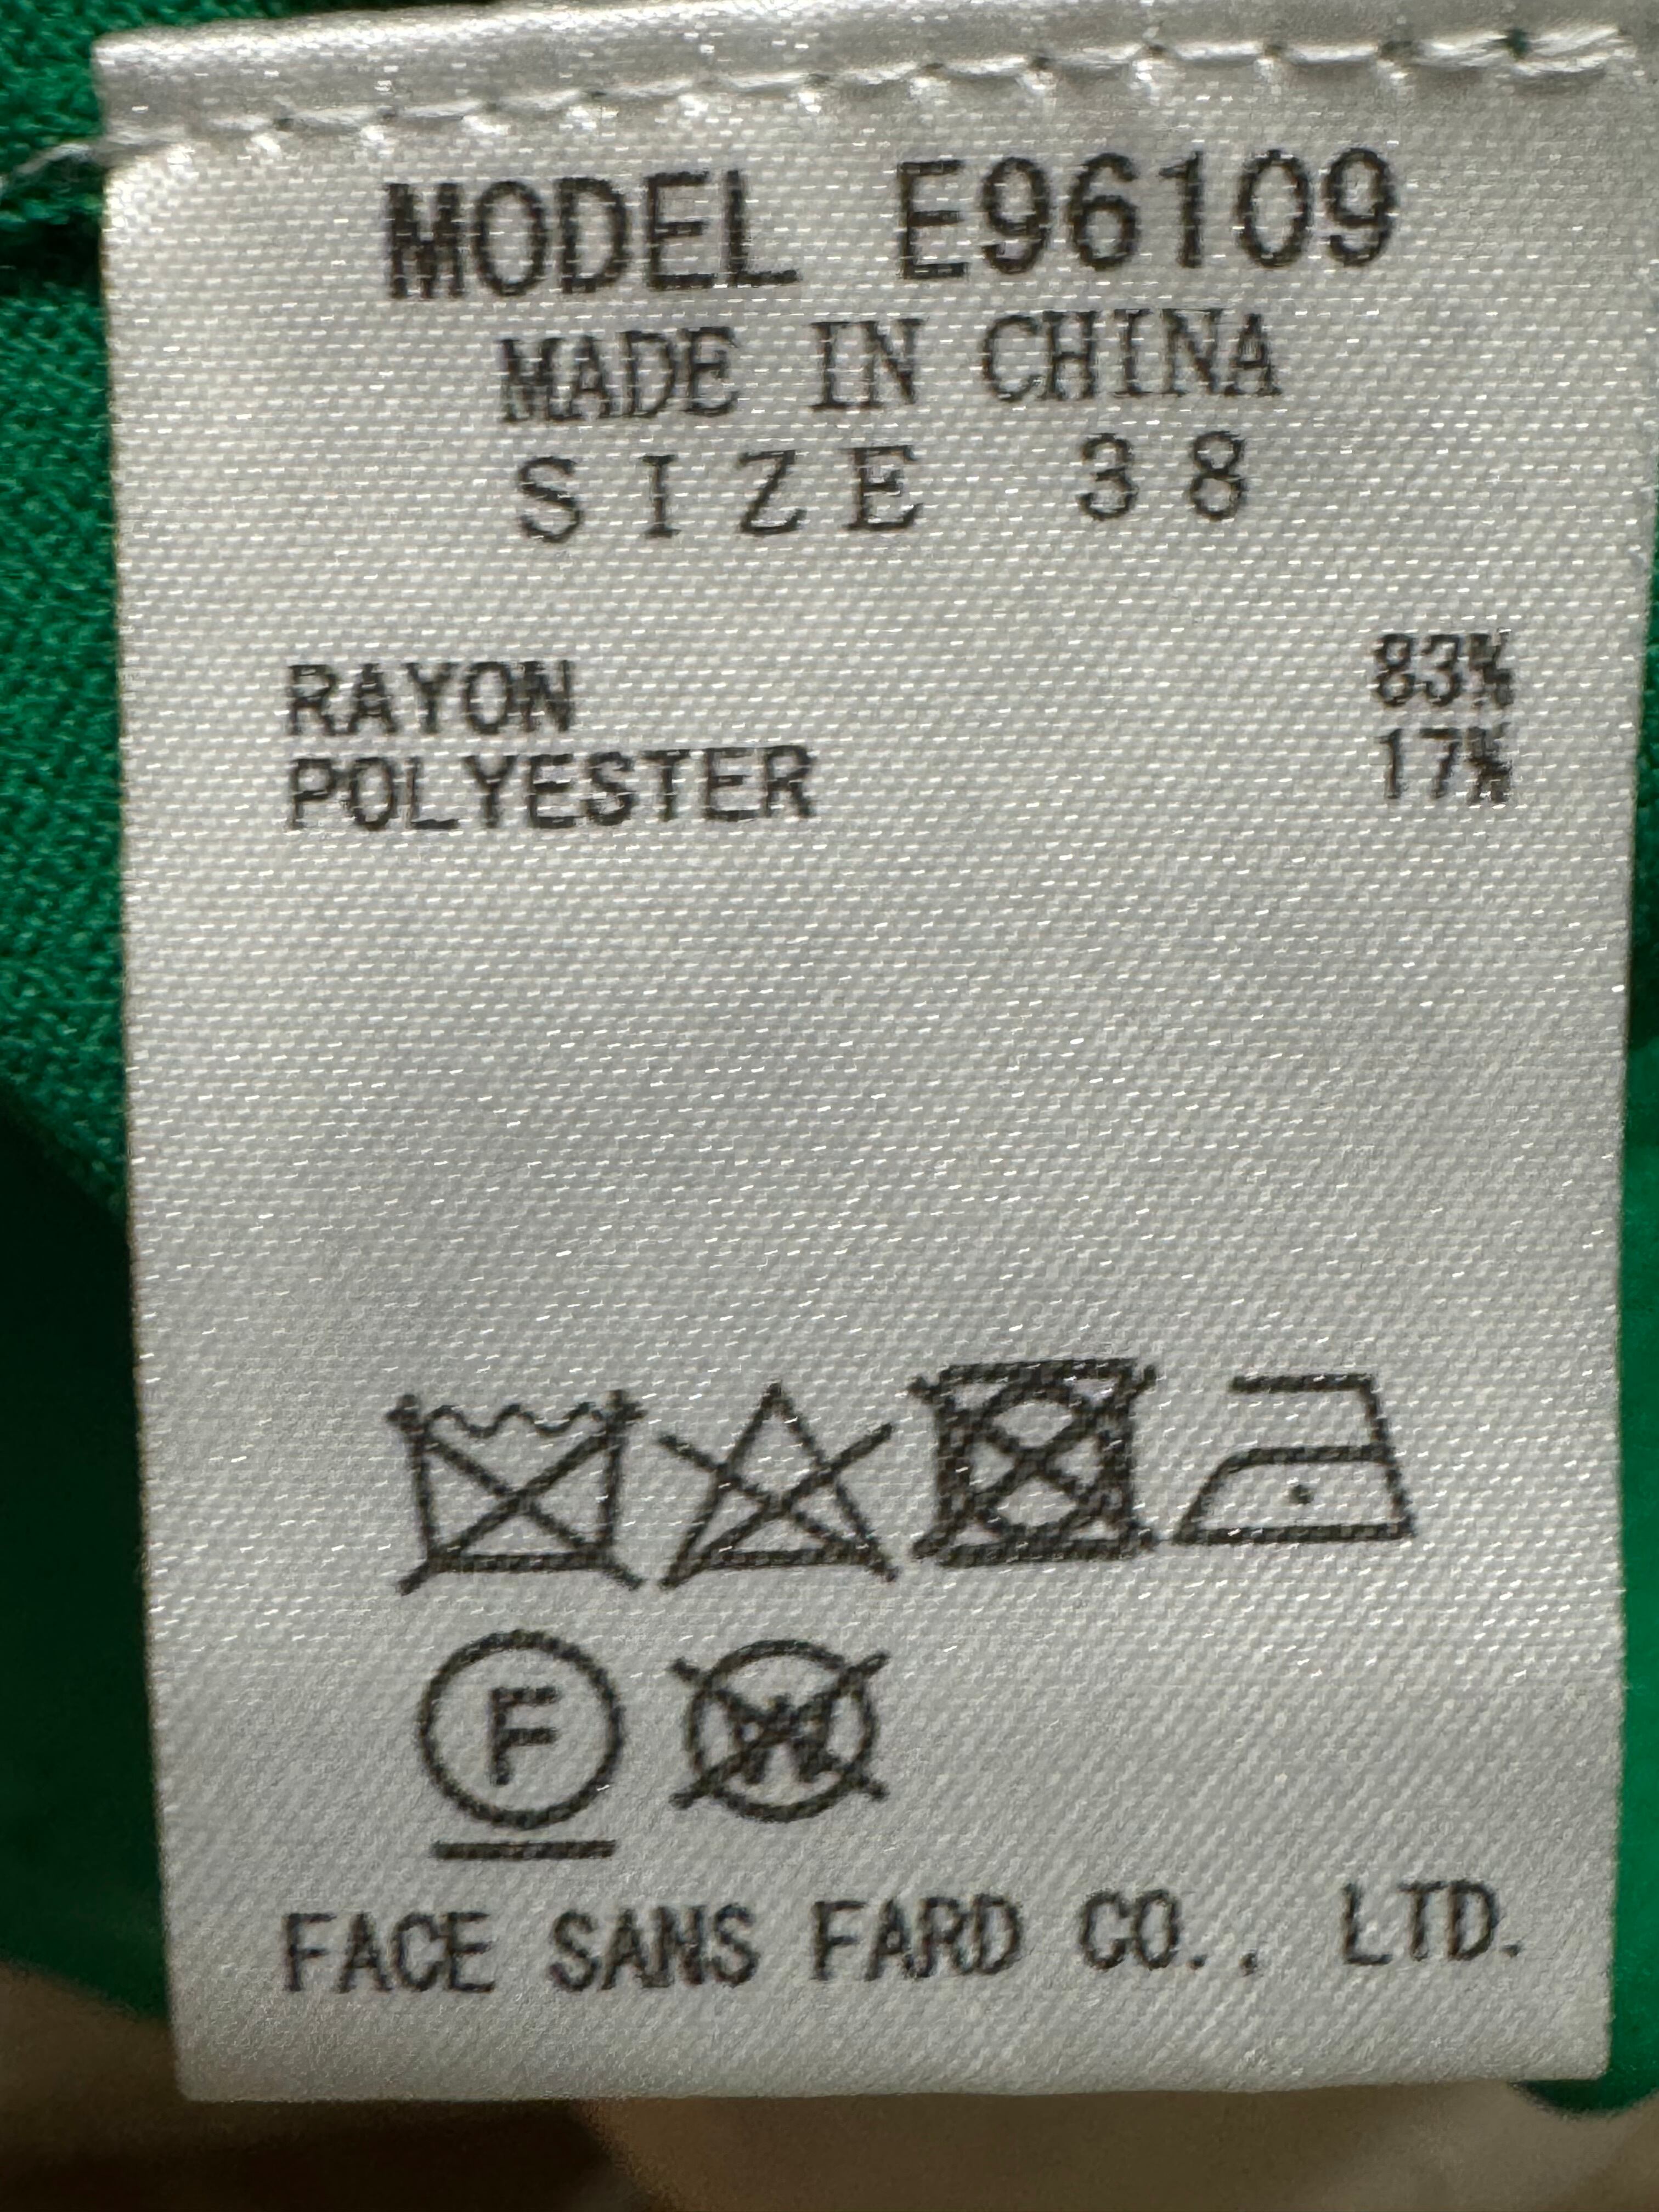 MODEL E96109
MADE IN CHINA
SIZE 38
RAYON 83%
POLYESTER 17%
F W
FACE SANS FARD CO., LTD.